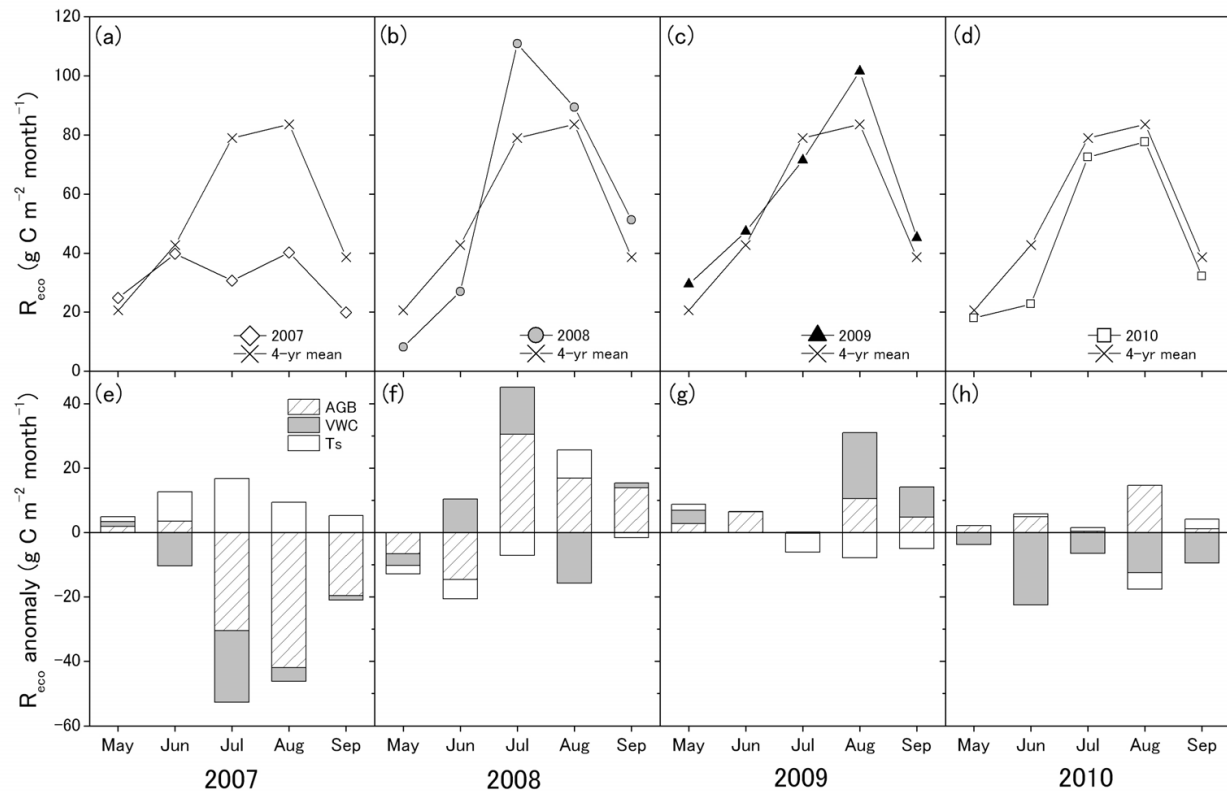 120
100
80
60
40
20
0
R_eco (g C m⁻² month⁻¹)
(a)
2007
4-yr mean
(b)
2008
4-yr mean
(c)
2009
4-yr mean
(d)
2010
4-yr mean
40
20
0
-20
-40
-60
R_eco anomaly (g C m⁻² month⁻¹)
(e)
AGB
VWC
Ts
(f)
(g)
(h)
May Jun Jul Aug Sep May Jun Jul Aug Sep May Jun Jul Aug Sep May Jun Jul Aug Sep
2007 2008 2009 2010